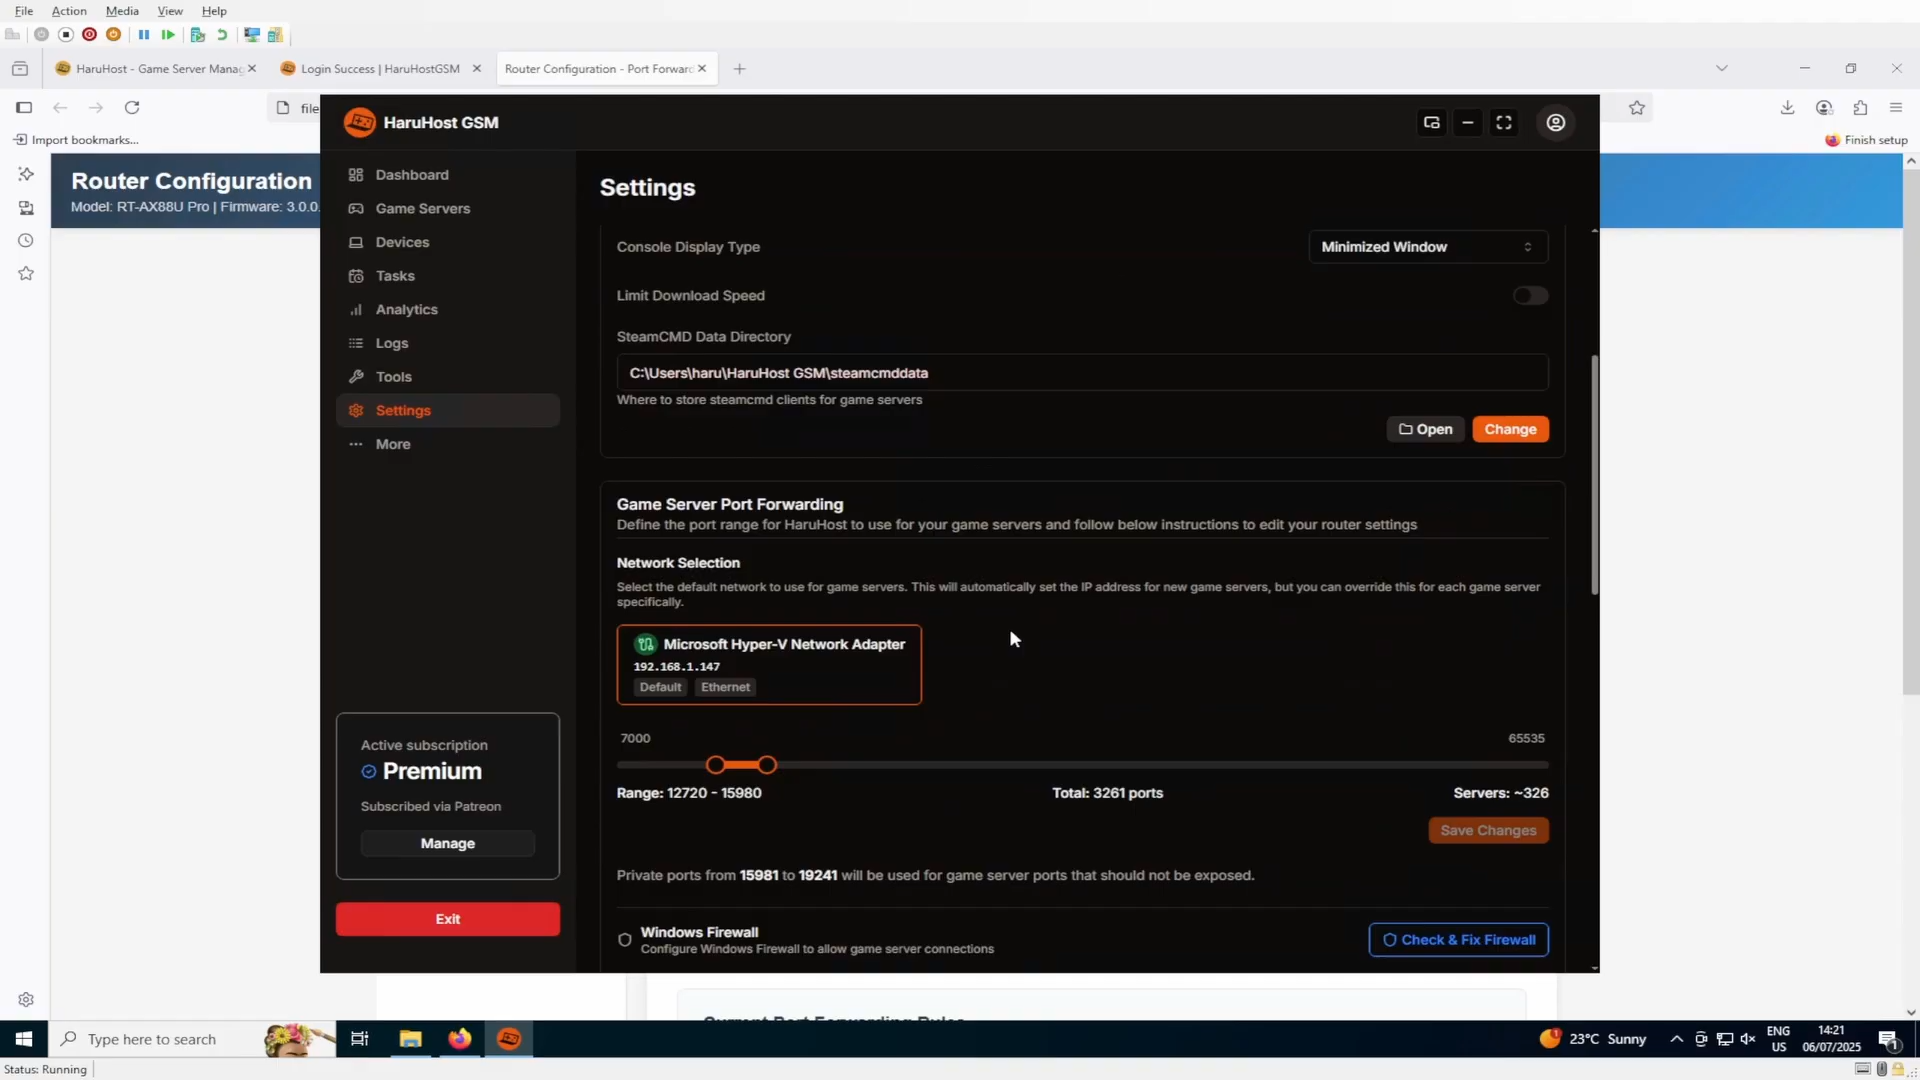 File Action Media View Help
HaruHost - Game Server Manag
Login Success | HaruHostGSM
Router Configuration - Port Forward
file
Import bookmarks...
Finish setup
Router Configuration
Model: RT-AX88U Pro | Firmware: 3.0.0.
HaruHost GSM
Dashboard
Game Servers
Devices
Tasks
Analytics
Logs
Tools
Settings
More
Active subscription
Premium
Subscribed via Patreon
Manage
Exit
Settings
Console Display Type
Minimized Window
Limit Download Speed
SteamCMD Data Directory
C:\Users\haru\HaruHost GSM\steamcmddata
Where to store steamcmd clients for game servers
Open
Change
Game Server Port Forwarding
Define the port range for HaruHost to use for your game servers and follow below instructions to edit your router settings
Network Selection
Select the default network to use for game servers. This will automatically set the IP address for new game servers, but you can override this for each game server
specifically.
Microsoft Hyper-V Network Adapter
192.168.1.147
Default Ethernet
7000 65535
Range: 12720 - 15980 Total: 3261 ports Servers: ~326
Save Changes
Private ports from 15981 to 19241 will be used for game server ports that should not be exposed.
Windows Firewall
Configure Windows Firewall to allow game server connections
Check & Fix Firewall
Current Port Forwarding Rules
Type here to search
1
23°C Sunny
ENG
US
14:21
06/07/2025
1
Status: Running